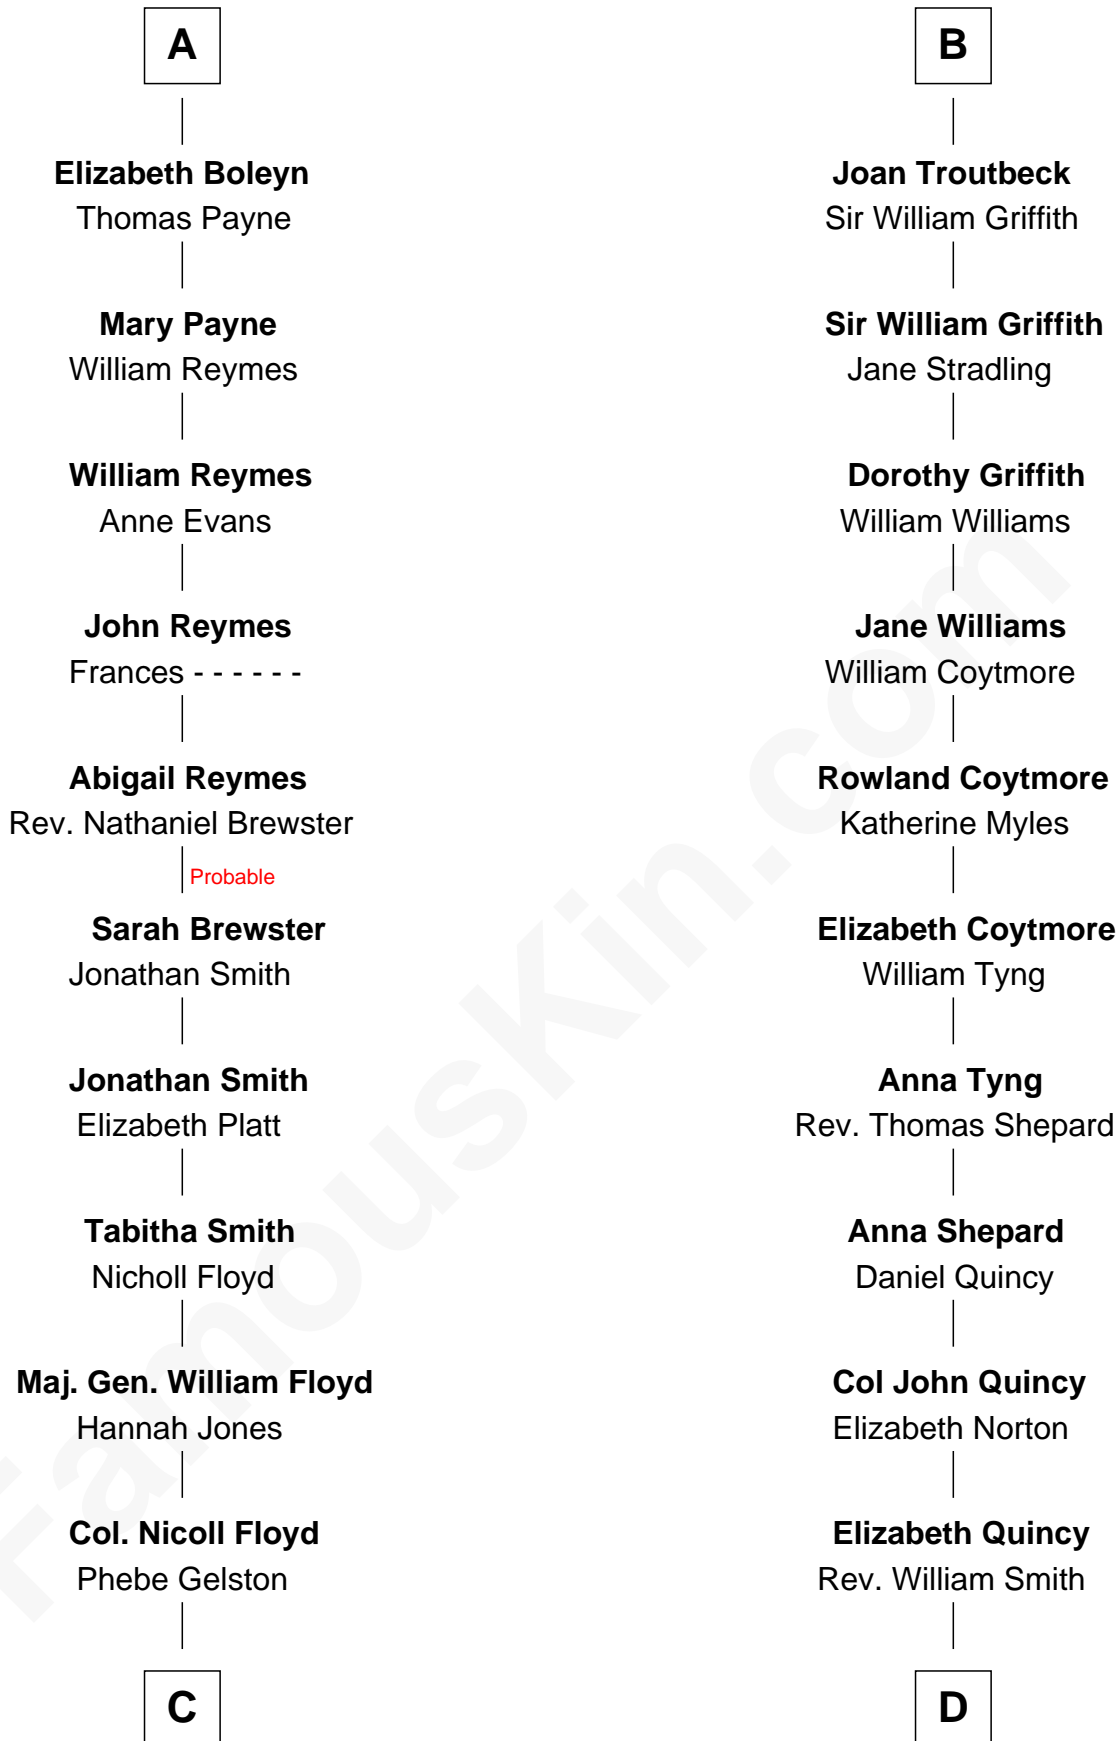 A
Elizabeth Boleyn
Thomas Payne
Mary Payne
William Reymes
William Reymes
Anne Evans
John Reymes
Frances - - - - - -
Abigail Reymes
Rev. Nathaniel Brewster
Probable
Sarah Brewster
Jonathan Smith
Jonathan Smith
Elizabeth Platt
Tabitha Smith
Nicholl Floyd
Maj. Gen. William Floyd
Hannah Jones
Col. Nicoll Floyd
Phebe Gelston
C
B
Joan Troutbeck
Sir William Griffith
Sir William Griffith
Jane Stradling
Dorothy Griffith
William Williams
Jane Williams
William Coytmore
Rowland Coytmore
Katherine Myles
Elizabeth Coytmore
William Tyng
Anna Tyng
Rev. Thomas Shepard
Anna Shepard
Daniel Quincy
Col John Quincy
Elizabeth Norton
Elizabeth Quincy
Rev. William Smith
D
FamousKin.com